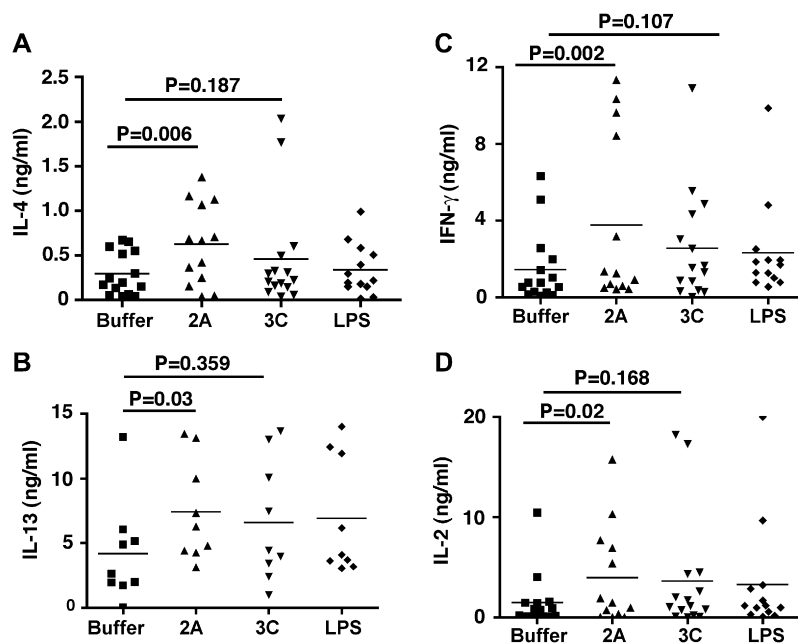 A
P=0.187
P=0.006
IL-4 (ng/ml)
2.5
2.0
1.5
1.0
0.5
0
Buffer 2A 3C LPS
C
P=0.107
P=0.002
IFN-γ (ng/ml)
12
8
4
0
Buffer 2A 3C LPS
B
P=0.359
P=0.03
IL-13 (ng/ml)
15
10
5
0
Buffer 2A 3C LPS
D
P=0.168
P=0.02
IL-2 (ng/ml)
20
10
0
Buffer 2A 3C LPS